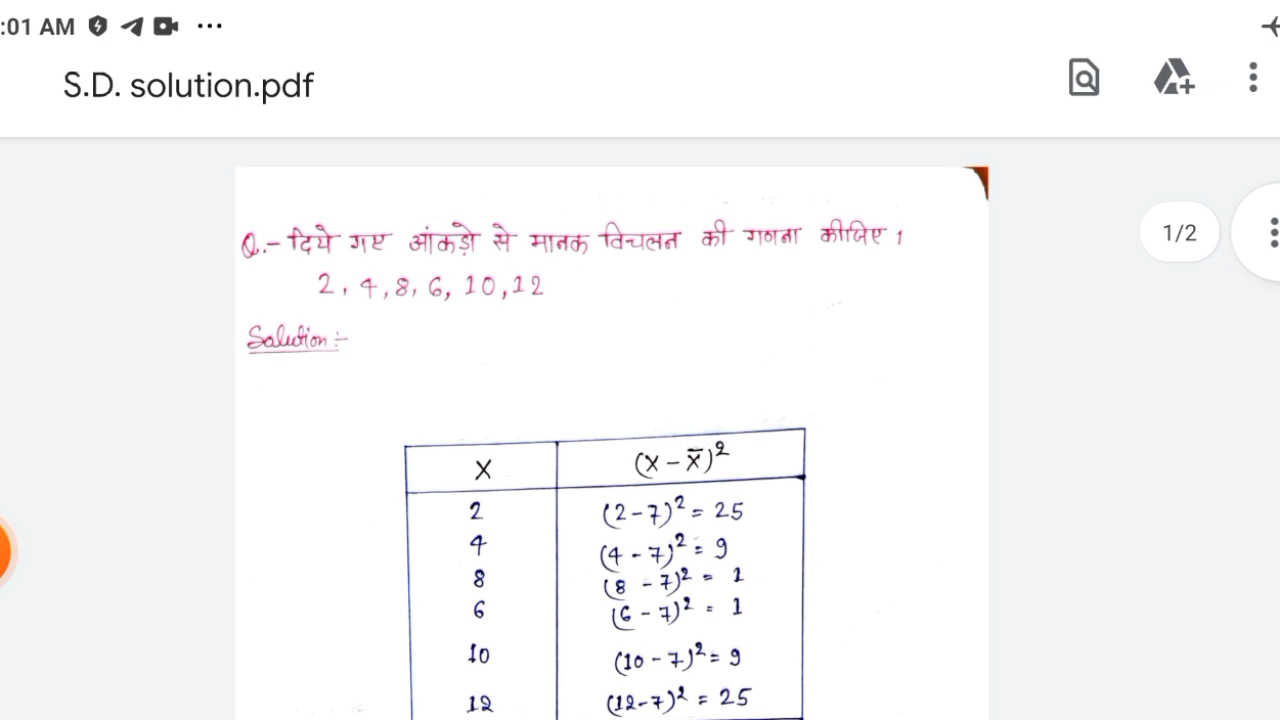 :01 AM ...
S.D. solution.pdf
1/2
Q.- दिये गए आंकड़ो से मानक विचलन की गणना कीजिए ।
2, 4, 8, 6, 10, 12
Solution :-
X (x - x̄)²
2 (2-7)² = 25
4 (4 - 7)² = 9
8 (8 - 7)² = 1
6 (6 - 7)² = 1
10 (10 - 7)² = 9
12 (12-7)² = 25